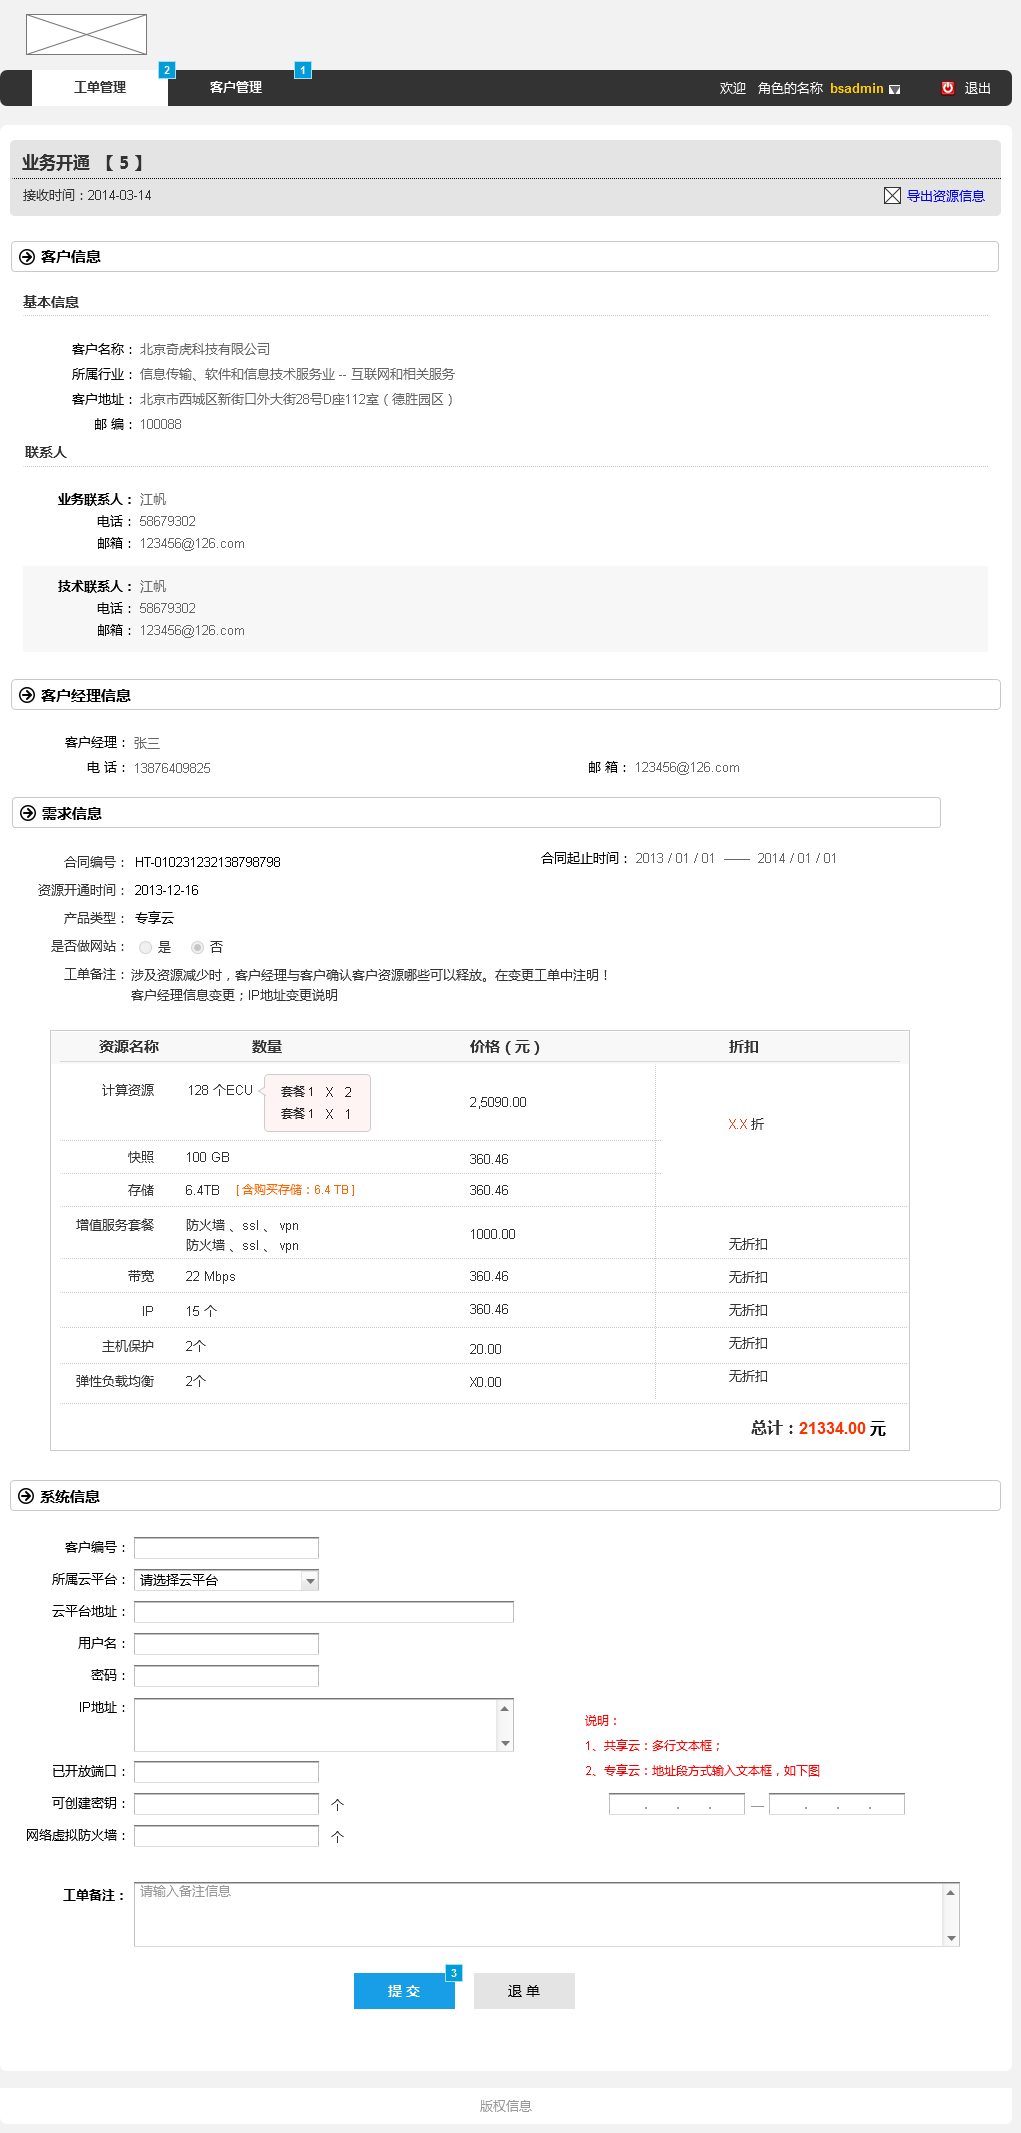 2
1
工单管理 客户管理 欢迎 角色的名称 bsadmin 退出
业务开通 【 5 】
接收时间：2014-03-14 导出资源信息
客户信息
基本信息
客户名称： 北京奇虎科技有限公司
所属行业： 信息传输、软件和信息技术服务业 -- 互联网和相关服务
客户地址： 北京市西城区新街口外大街28号D座112室（德胜园区）
邮 编： 100088
联系人
业务联系人： 江帆
电话： 58679302
邮箱： 123456@126.com
技术联系人： 江帆
电话： 58679302
邮箱： 123456@126.com
客户经理信息
客户经理： 张三
电 话： 13876409825 邮 箱： 123456@126.com
需求信息
合同编号： HT-010231232138798798 合同起止时间： 2013 / 01 / 01 —— 2014 / 01 / 01
资源开通时间： 2013-12-16
产品类型： 专享云
是否做网站： 是 否
工单备注：涉及资源减少时，客户经理与客户确认客户资源哪些可以释放。在变更工单中注明！
客户经理信息变更；IP地址变更说明
资源名称 数量 价格（元） 折扣
计算资源 128 个ECU 套餐1 X 2
套餐1 X 1
2,5090.00
X.X 折
快照 100 GB 360.46
存储 6.4TB [ 含购买存储：6.4 TB ] 360.46
增值服务套餐 防火墙 、ssl 、 vpn
防火墙 、ssl 、 vpn
1000.00 无折扣
带宽 22 Mbps 360.46 无折扣
IP 15 个 360.46 无折扣
主机保护 2个 20.00 无折扣
弹性负载均衡 2个 X0.00 无折扣
总计：21334.00 元
系统信息
客户编号：
所属云平台： 请选择云平台
云平台地址：
用户名：
密码：
IP地址：
说明：
1、共享云：多行文本框；
2、专享云：地址段方式输入文本框，如下图
已开放端口：
可创建密钥： 个 . . . — . . .
网络虚拟防火墙： 个
工单备注： 请输入备注信息
3
提 交 退 单
版权信息